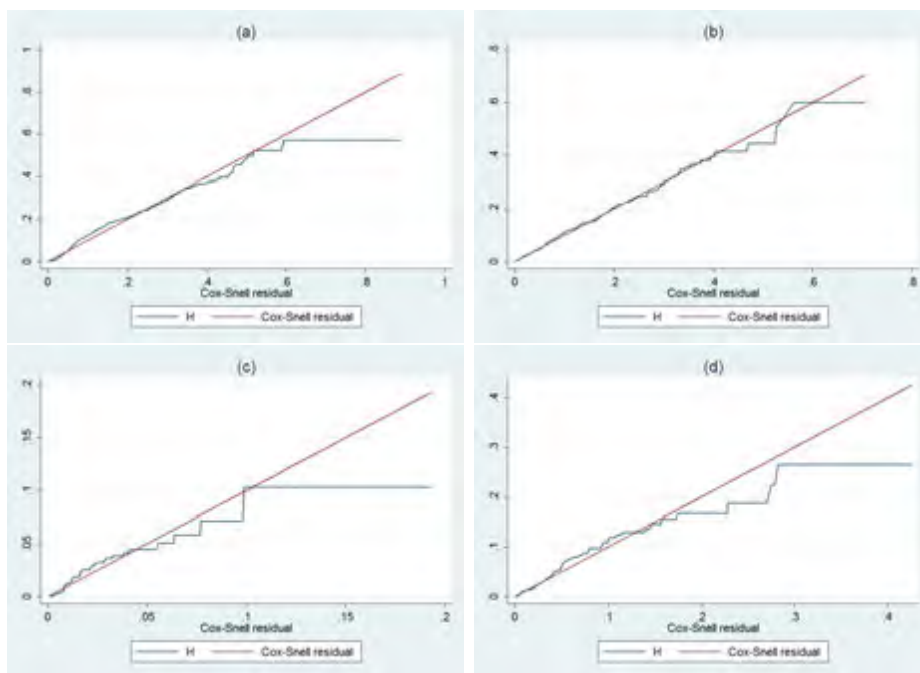 (a)
1
.8
.6
.4
.2
0
0 .2 .4 .6 .8 1
Cox-Snell residual
H Cox-Snell residual
(b)
.8
.6
.4
.2
0
0 .2 .4 .6 .8
Cox-Snell residual
H Cox-Snell residual
(c)
.2
.15
.1
.05
0
0 .05 .1 .15 .2
Cox-Snell residual
H Cox-Snell residual
(d)
.4
.3
.2
.1
0
0 .1 .2 .3 .4
Cox-Snell residual
H Cox-Snell residual